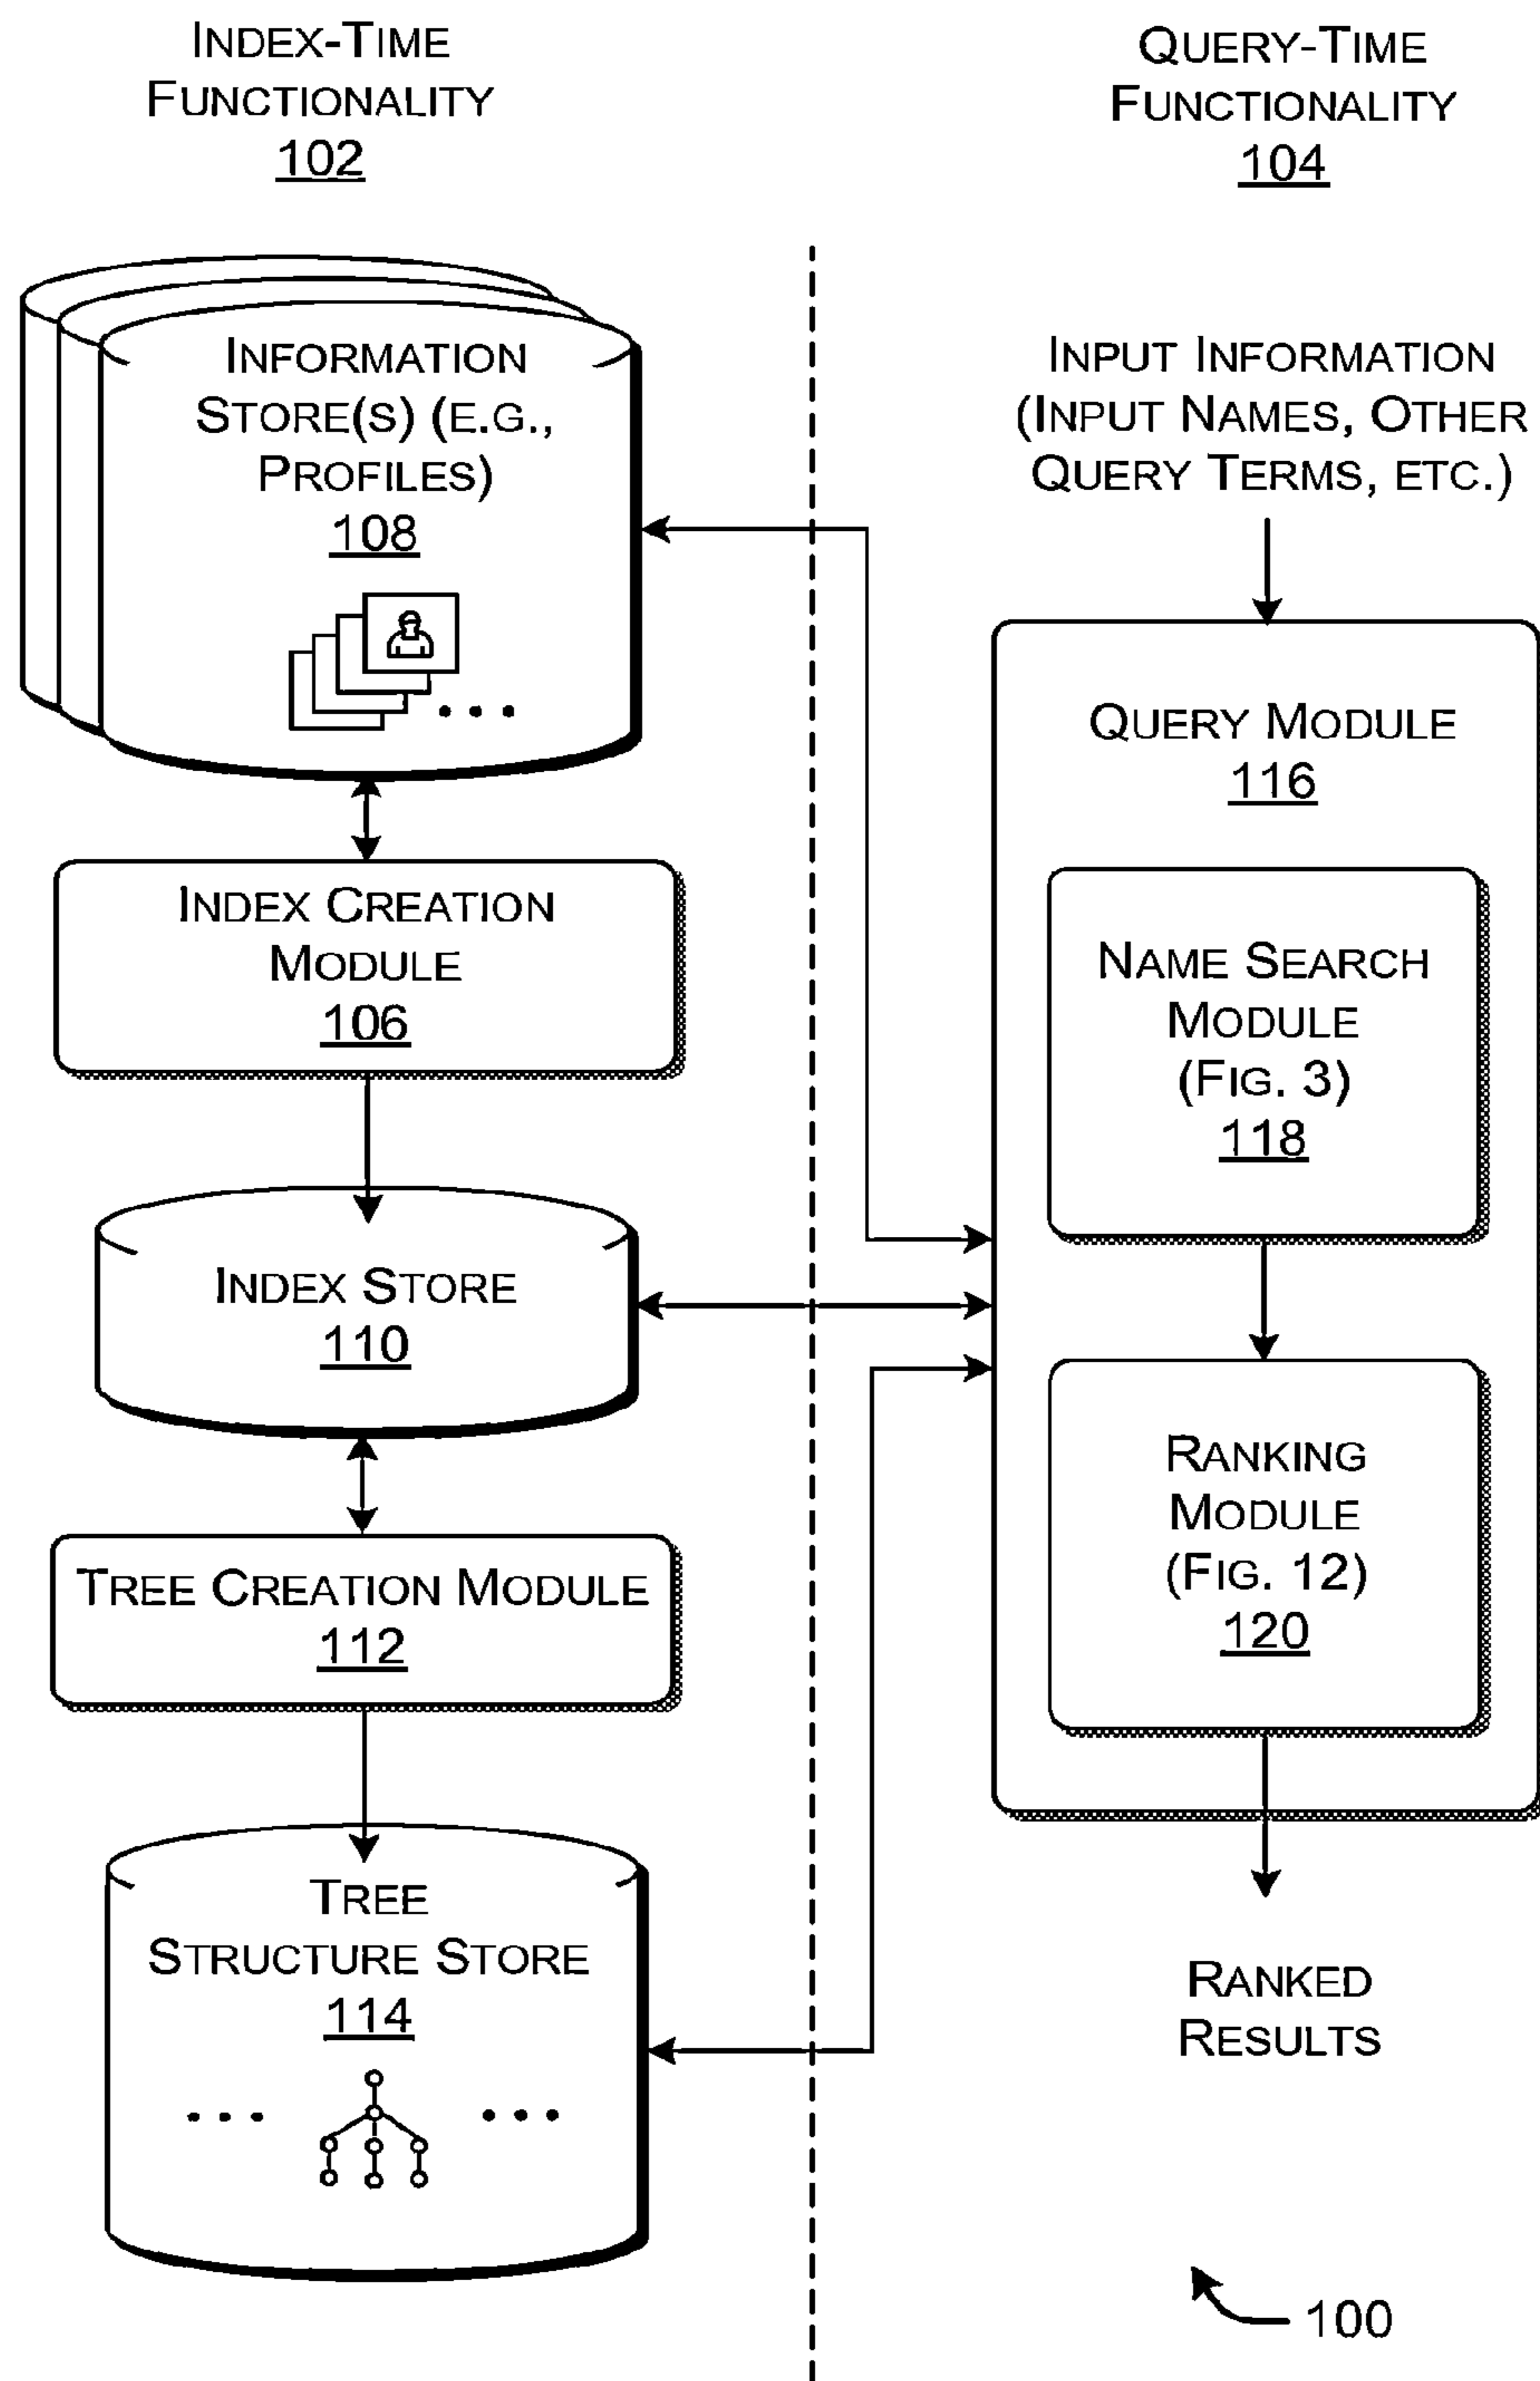 INDEX-TIME
FUNCTIONALITY
102
INFORMATION
STORE(S) (E.G.,
PROFILES)
108
INDEX CREATION
MODULE
106
INDEX STORE
110
TREE CREATION MODULE
112
TREE
STRUCTURE STORE
114
QUERY-TIME
FUNCTIONALITY
104
INPUT INFORMATION
(INPUT NAMES, OTHER
QUERY TERMS, ETC.)
QUERY MODULE
116
NAME SEARCH
MODULE
(FIG. 3)
118
RANKING
MODULE
(FIG. 12)
120
RANKED
RESULTS
100